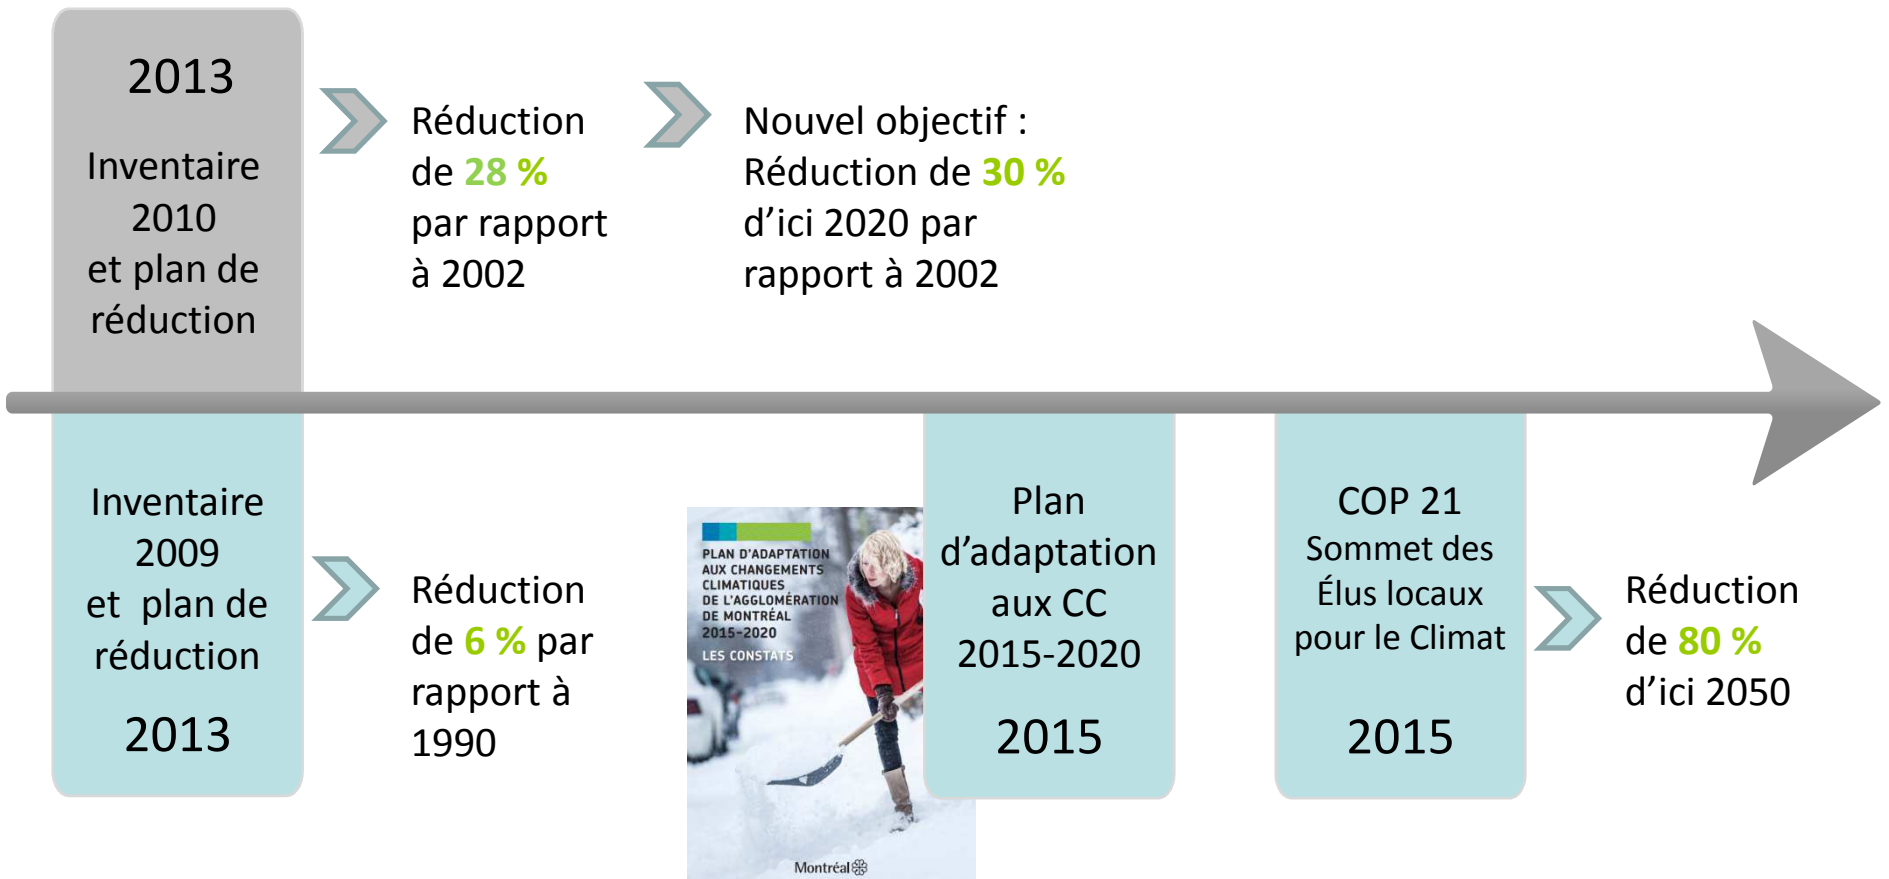 2013
Inventaire
2010
et plan de
réduction
Réduction
de 28 %
par rapport
à 2002
Nouvel objectif :
Réduction de 30 %
d’ici 2020 par
rapport à 2002
Inventaire
2009
et plan de
réduction
2013
Réduction
de 6 % par
rapport à
1990
PLAN D'ADAPTATION
AUX CHANGEMENTS
CLIMATIQUES
DE L'AGGLOMÉRATION
DE MONTRÉAL
2015-2020
LES CONSTATS
Montréal
Plan
d’adaptation
aux CC
2015-2020
2015
COP 21
Sommet des
Élus locaux
pour le Climat
2015
Réduction
de 80 %
d’ici 2050